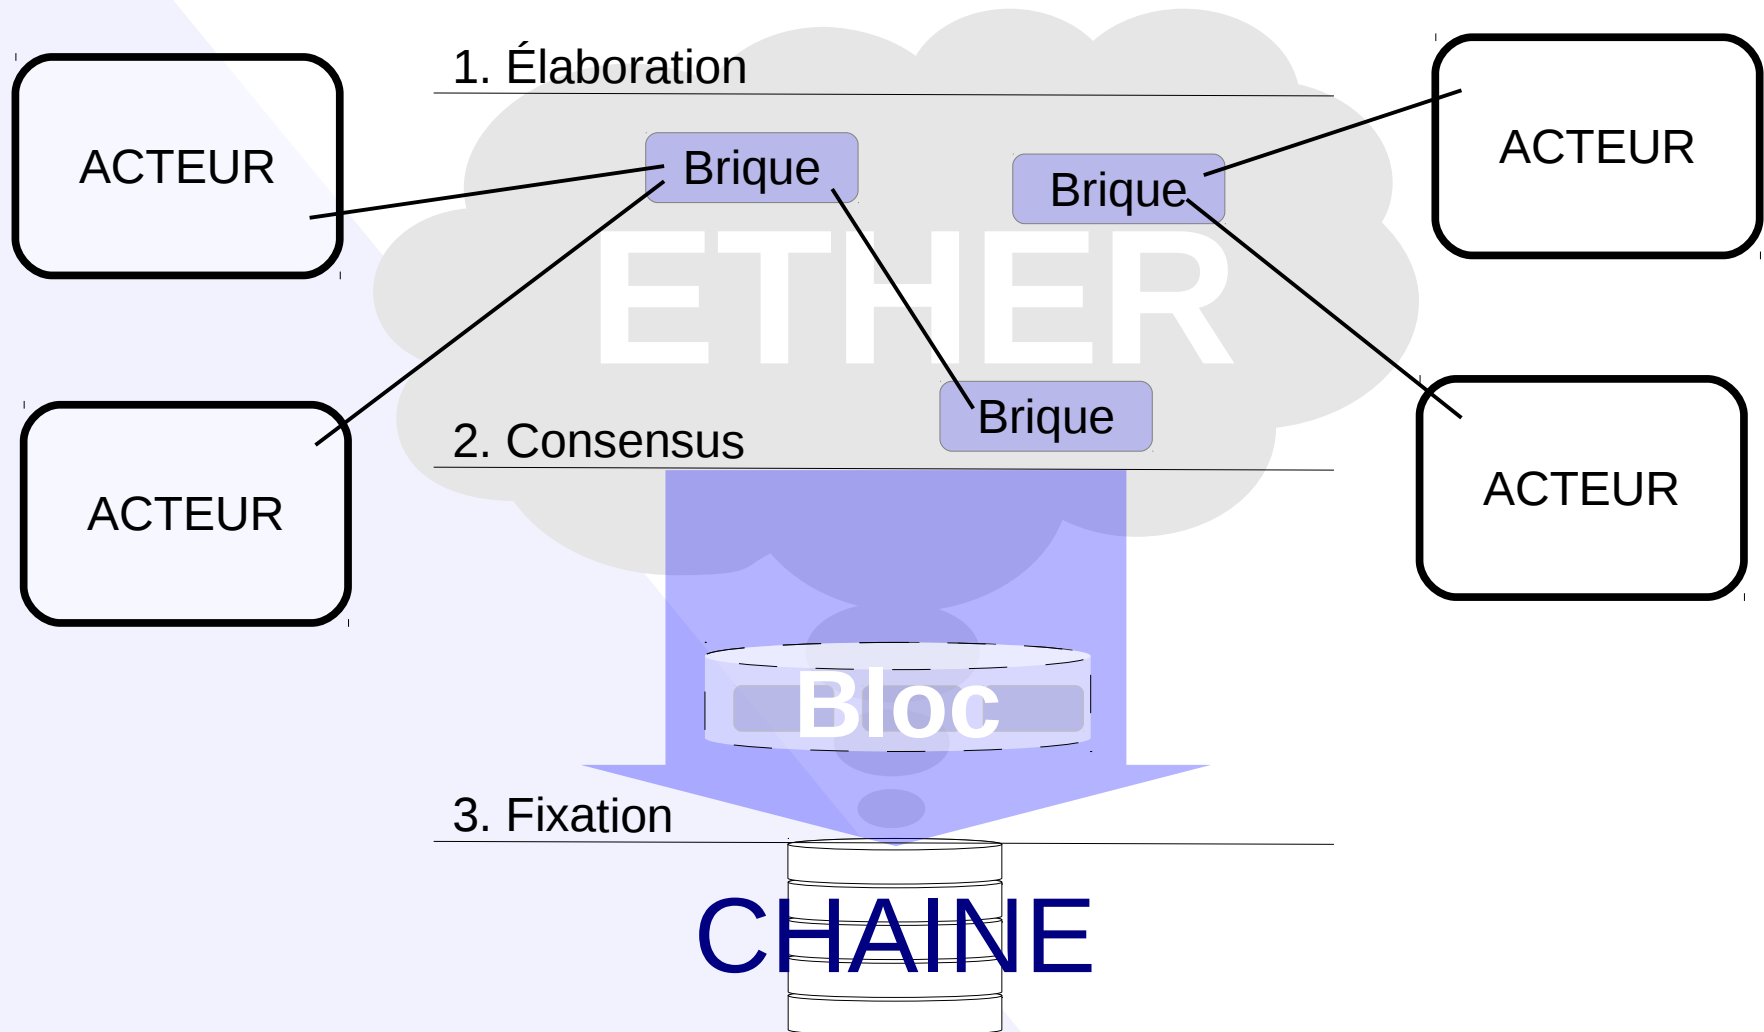 1. Élaboration
ACTEUR
Brique
Brique
ACTEUR
ETHER
Brique
2. Consensus
ACTEUR
ACTEUR
Bloc
3. Fixation
CHAINE